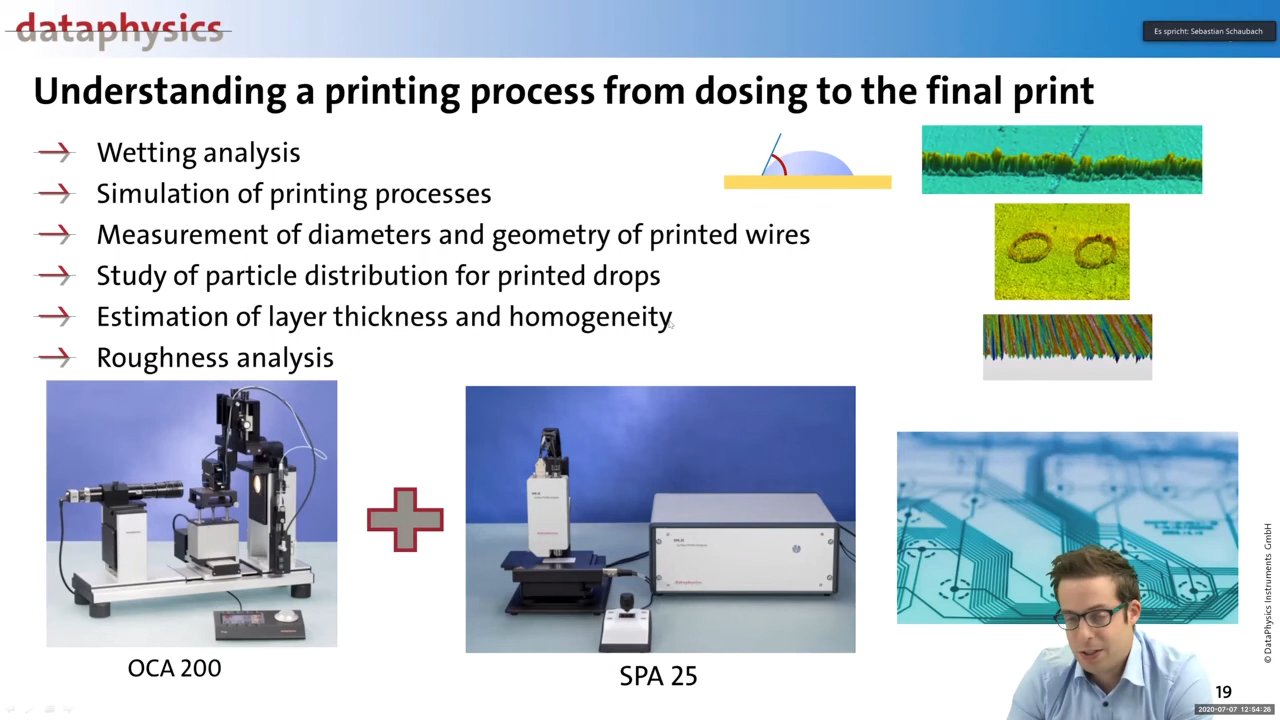 dataphysics
Es spricht: Sebastian Schaubach
Understanding a printing process from dosing to the final print
Wetting analysis
Simulation of printing processes
Measurement of diameters and geometry of printed wires
Study of particle distribution for printed drops
Estimation of layer thickness and homogeneity
Roughness analysis
OCA 200
SPA 25
© DataPhysics Instruments GmbH
19
2020-07-07 12:54:26